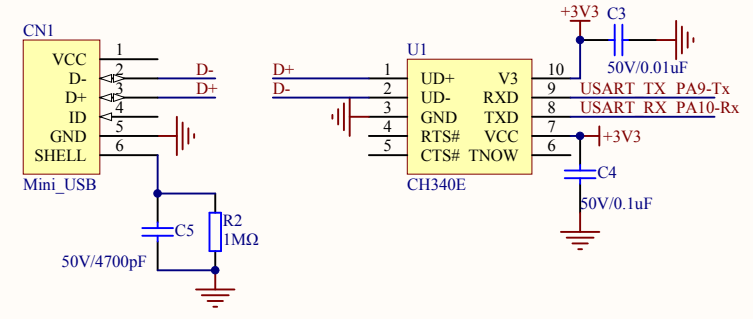 CN1
VCC 1
D- 2
D+ 3
ID 4
GND 5
SHELL 6
Mini_USB
D-
D+
C5
50V/4700pF
R2
1MΩ
D+
D-
U1
1 UD+ V3 10
2 UD- RXD 9
3 GND TXD 8
4 RTS# VCC 7
5 CTS# TNOW 6
CH340E
+3V3
C3
50V/0.01uF
USART_TX_PA9-Tx
USART_RX_PA10-Rx
+3V3
C4
50V/0.1uF